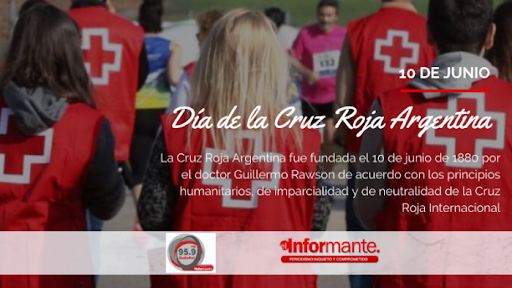 10 DE JUNIO
Día de la Cruz Roja Argentina
La Cruz Roja Argentina fue fundada el 10 de junio de 1880 por
el doctor Guillermo Rawson de acuerdo con los principios
humanitarios, de imparcialidad y de neutralidad de la Cruz
Roja Internacional
95.9
Informante.
PERIODISMO INQUIETO Y COMPROMETIDO